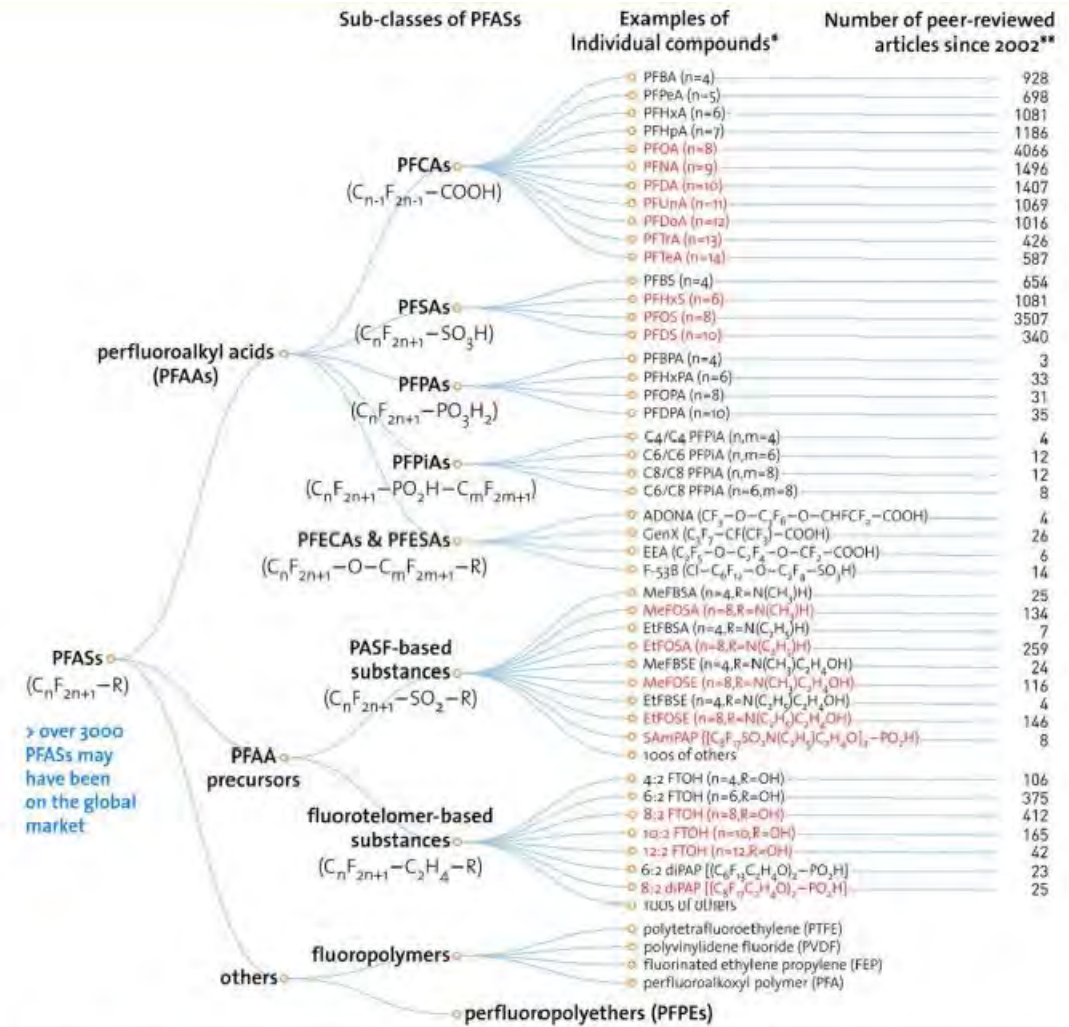 Sub-classes of PFASs
Examples of
Individual compounds*
Number of peer-reviewed
articles since 2002**
PFASs
(CnF2n+1–R)
> over 3000
PFASs may
have been
on the global
market
perfluoroalkyl acids
(PFAAs)
PFCAs
(Cn-1F2n-1–COOH)
PFBA (n=4) 928
PFPeA (n=5) 698
PFHxA (n=6) 1081
PFHpA (n=7) 1186
PFOA (n=8) 4066
PFNA (n=9) 1496
PFDA (n=10) 1407
PFUnA (n=11) 1069
PFDoA (n=12) 1016
PFTrA (n=13) 426
PFTeA (n=14) 587
PFSAs
(CnF2n+1–SO3H)
PFBS (n=4) 654
PFHxS (n=6) 1081
PFOS (n=8) 3507
PFDS (n=10) 340
PFPAs
(CnF2n+1–PO3H2)
PFBPA (n=4) 3
PFHxPA (n=6) 33
PFOPA (n=8) 31
PFDPA (n=10) 35
PFPiAs
(CnF2n+1–PO2H–CmF2m+1)
C4/C4 PFPiA (n,m=4) 4
C6/C6 PFPiA (n,m=6) 12
C8/C8 PFPiA (n,m=8) 12
C6/C8 PFPiA (n=6,m=8) 8
PFECAs & PFESAs
(CnF2n+1–O–CmF2m+1–R)
ADONA (CF3–O–C3F6–O–CHFCF2–COOH) 4
GenX (C3F7–CF(CF3)–COOH) 26
EEA (C2F5–O–C2F4–O–CF2–COOH) 6
F-53B (Cl–C6F12–O–C2F4–SO3H) 14
PFAA
precursors
PASF-based
substances
(CnF2n+1–SO2–R)
MeFBSA (n=4,R=N(CH3)H) 25
MeFOSA (n=8,R=N(CH3)H) 134
EtFBSA (n=4,R=N(C2H5)H) 7
EtFOSA (n=8,R=N(C2H5)H) 259
MeFBSE (n=4,R=N(CH3)C2H4OH) 24
MeFOSE (n=8,R=N(CH3)C2H4OH) 116
EtFBSE (n=4,R=N(C2H5)C2H4OH) 4
EtFOSE (n=8,R=N(C2H5)C2H4OH) 146
SAmPAP {[C8F17SO2N(C2H5)C2H4O]2–PO2H} 8
100s of others
fluorotelomer-based
substances
(CnF2n+1–C2H4–R)
4:2 FTOH (n=4,R=OH) 106
6:2 FTOH (n=6,R=OH) 375
8:2 FTOH (n=8,R=OH) 412
10:2 FTOH (n=10,R=OH) 165
12:2 FTOH (n=12,R=OH) 42
6:2 diPAP [(C6F13C2H4O)2–PO2H] 23
8:2 diPAP [(C8F17C2H4O)2–PO2H] 25
100s of others
others
fluoropolymers
polytetrafluoroethylene (PTFE)
polyvinylidene fluoride (PVDF)
fluorinated ethylene propylene (FEP)
perfluoroalkoxyl polymer (PFA)
perfluoropolyethers (PFPEs)